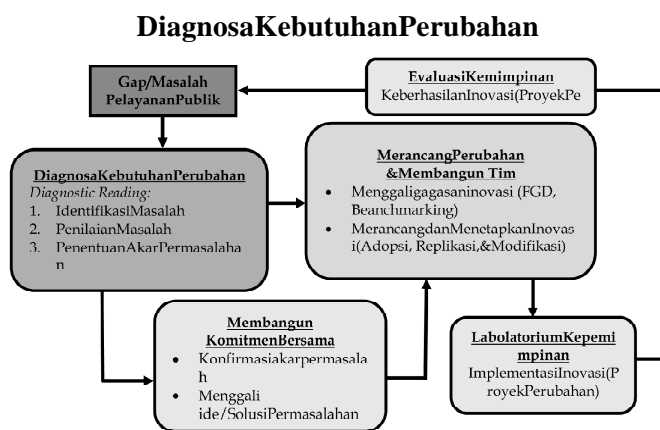 DiagnosaKebutuhanPerubahan
Gap/Masalah
PelayananPublik
EvaluasiKemimpinan
KeberhasilanInovasi(ProyekPe
DiagnosaKebutuhanPerubahan
Diagnostic Reading:
1. IdentifikasiMasalah
2. PenilaianMasalah
3. PenentuanAkarPermasalaha
n
MerancangPerubahan
&Membangun Tim
• Menggaligagasaninovasi (FGD,
Beanchmarking)
• MerancangdanMenetapkanInovas
i(Adopsi, Replikasi,&Modifikasi)
Membangun
KomitmenBersama
• Konfirmasiakarpermasala
h
• Menggali
ide/SolusiPermasalahan
LabolatoriumKepemi
mpinan
ImplementasiInovasi(P
royekPerubahan)